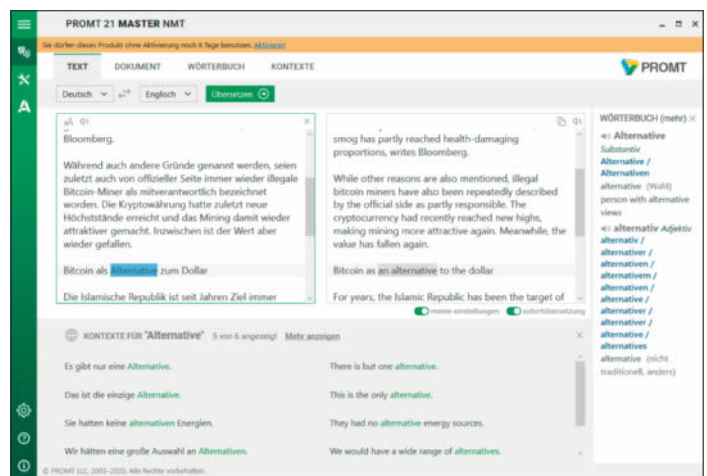 PROMT 21 MASTER NMT
Sie dürfen dieses Produkt ohne Aktivierung noch 6 Tage benutzen. Aktivieren
TEXT DOKUMENT WÖRTERBUCH KONTEXTE
PROMT
Deutsch Englisch Übersetzen
Bloomberg.
Während auch andere Gründe genannt werden, seien
zuletzt auch von offizieller Seite immer wieder illegale
Bitcoin-Miner als mitverantwortlich bezeichnet
worden. Die Kryptowährung hatte zuletzt neue
Höchststände erreicht und das Mining damit wieder
attraktiver gemacht. Inzwischen ist der Wert aber
wieder gefallen.
Bitcoin als Alternative zum Dollar
Die Islamische Republik ist seit Jahren Ziel immer
smog has partly reached health-damaging
proportions, writes Bloomberg.
While other reasons are also mentioned, illegal
bitcoin miners have also been repeatedly described
by the official side as partly responsible. The
cryptocurrency had recently reached new highs,
making mining more attractive again. Meanwhile, the
value has fallen again.
Bitcoin as an alternative to the dollar
For years, the Islamic Republic has been the target of
meine einstellungen sofortübersetzung
WÖRTERBUCH (mehr)
Alternative
Substantiv
Alternative /
Alternativen
alternative (Wahl)
person with alternative
views
alternativ Adjektiv
alternativ /
alternativer /
alternativen /
alternativem /
alternativen /
alternative /
alternativer /
alternativer /
alternative /
alternatives
alternative (nicht
traditionell, anders)
KONTEXTE FÜR "Alternative" 5 von 6 angezeigt Mehr anzeigen
Es gibt nur eine Alternative.
There is but one alternative.
Das ist die einzige Alternative.
This is the only alternative.
Sie hatten keine alternativen Energien.
They had no alternative energy sources.
Wir hätten eine große Auswahl an Alternativen.
We would have a wide range of alternatives.
© PROMT LLC, 2003–2020. Alle Rechte vorbehalten.